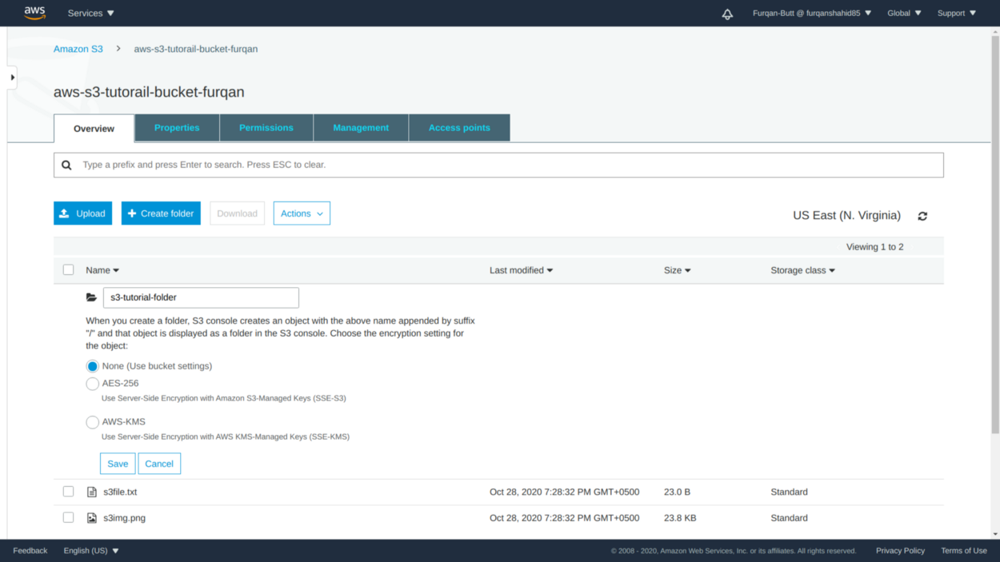 aws Services Furqan-Butt @ furqanshahid85 Global Support
Amazon S3 > aws-s3-tutorail-bucket-furqan
aws-s3-tutorail-bucket-furqan
Overview Properties Permissions Management Access points
Type a prefix and press Enter to search. Press ESC to clear.
Upload + Create folder Download Actions US East (N. Virginia)
Viewing 1 to 2
Name Last modified Size Storage class
s3-tutorial-folder
When you create a folder, S3 console creates an object with the above name appended by suffix
"/" and that object is displayed as a folder in the S3 console. Choose the encryption setting for
the object:
None (Use bucket settings)
AES-256
Use Server-Side Encryption with Amazon S3-Managed Keys (SSE-S3)
AWS-KMS
Use Server-Side Encryption with AWS KMS-Managed Keys (SSE-KMS)
Save Cancel
s3file.txt Oct 28, 2020 7:28:32 PM GMT+0500 23.0 B Standard
s3img.png Oct 28, 2020 7:28:32 PM GMT+0500 23.8 KB Standard
Feedback English (US) © 2008 - 2020, Amazon Web Services, Inc. or its affiliates. All rights reserved. Privacy Policy Terms of Use